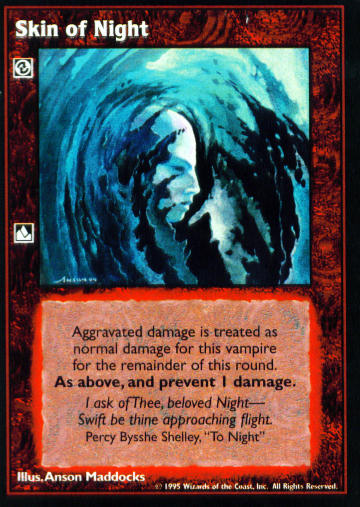 Skin of Night
ANSON 94
Aggravated damage is treated as
normal damage for this vampire
for the remainder of this round.
As above, and prevent 1 damage.
I ask of Thee, beloved Night—
Swift be thine approaching flight.
Percy Bysshe Shelley, "To Night"
Illus. Anson Maddocks
© 1995 Wizards of the Coast, Inc. All Rights Reserved.